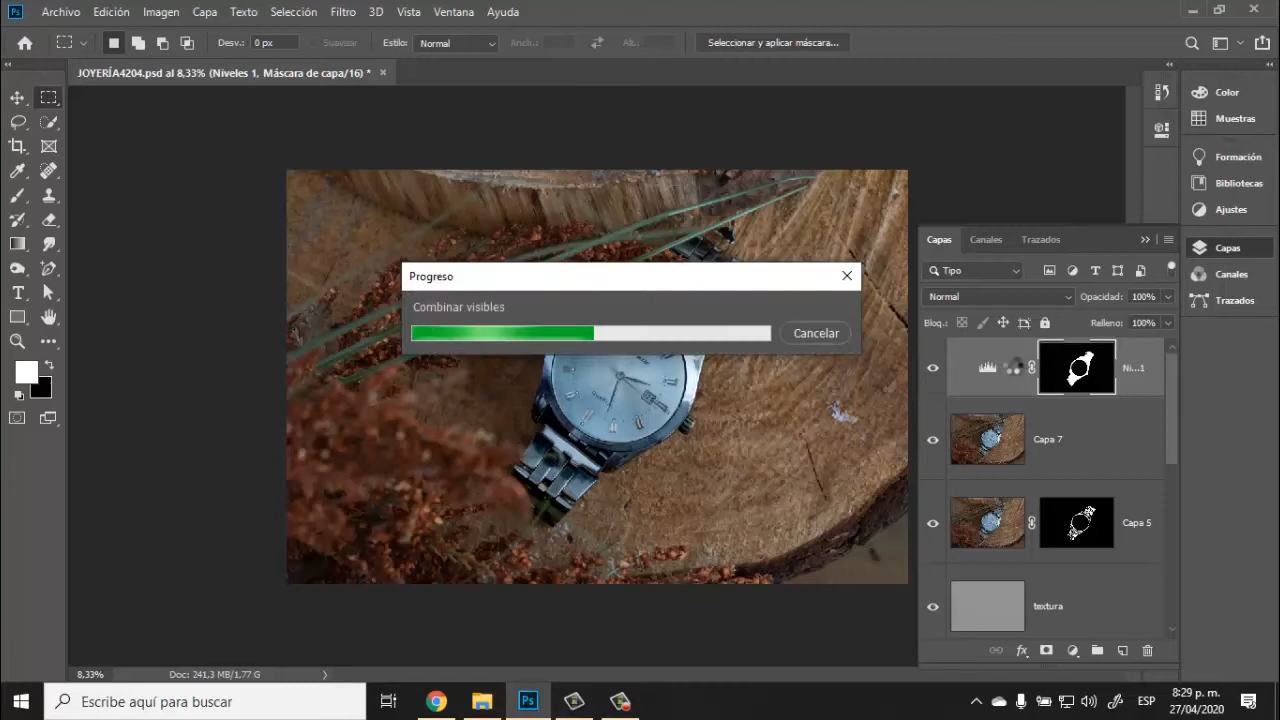 Ps Archivo Edición Imagen Capa Texto Selección Filtro 3D Vista Ventana Ayuda
Desv.: 0 px Suavizar Estilo: Normal Anch.: Alt.: Seleccionar y aplicar máscara...
JOYERÍA4204.psd al 8,33% (Niveles 1, Máscara de capa/16) *
Color
Muestras
Formación
Bibliotecas
Ajustes
Capas
Canales
Trazados
Progreso
Combinar visibles
Cancelar
Capas Canales Trazados
Tipo
Normal Opacidad: 100%
Bloq.: Relleno: 100%
Ni...1
Capa 7
Capa 5
textura
8,33% Doc: 241,3 MB/1,77 G
Escribe aquí para buscar
Ps
ESP
8:29 p. m.
27/04/2020